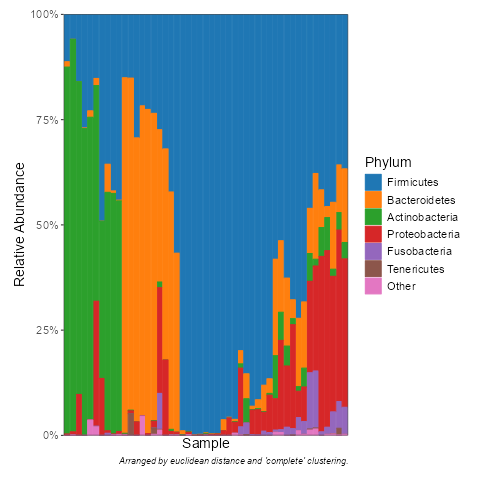 100%
75%
50%
25%
0%
Relative Abundance
Sample
Phylum
Firmicutes
Bacteroidetes
Actinobacteria
Proteobacteria
Fusobacteria
Tenericutes
Other
Arranged by euclidean distance and 'complete' clustering.